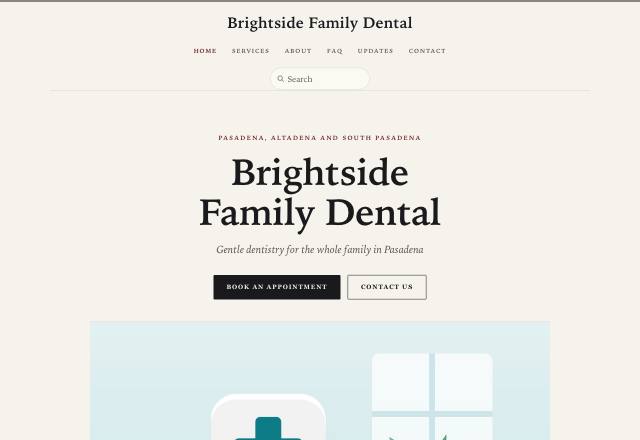 Brightside Family Dental
HOME SERVICES ABOUT FAQ UPDATES CONTACT
Search
PASADENA, ALTADENA AND SOUTH PASADENA
Brightside
Family Dental
Gentle dentistry for the whole family in Pasadena
BOOK AN APPOINTMENT CONTACT US